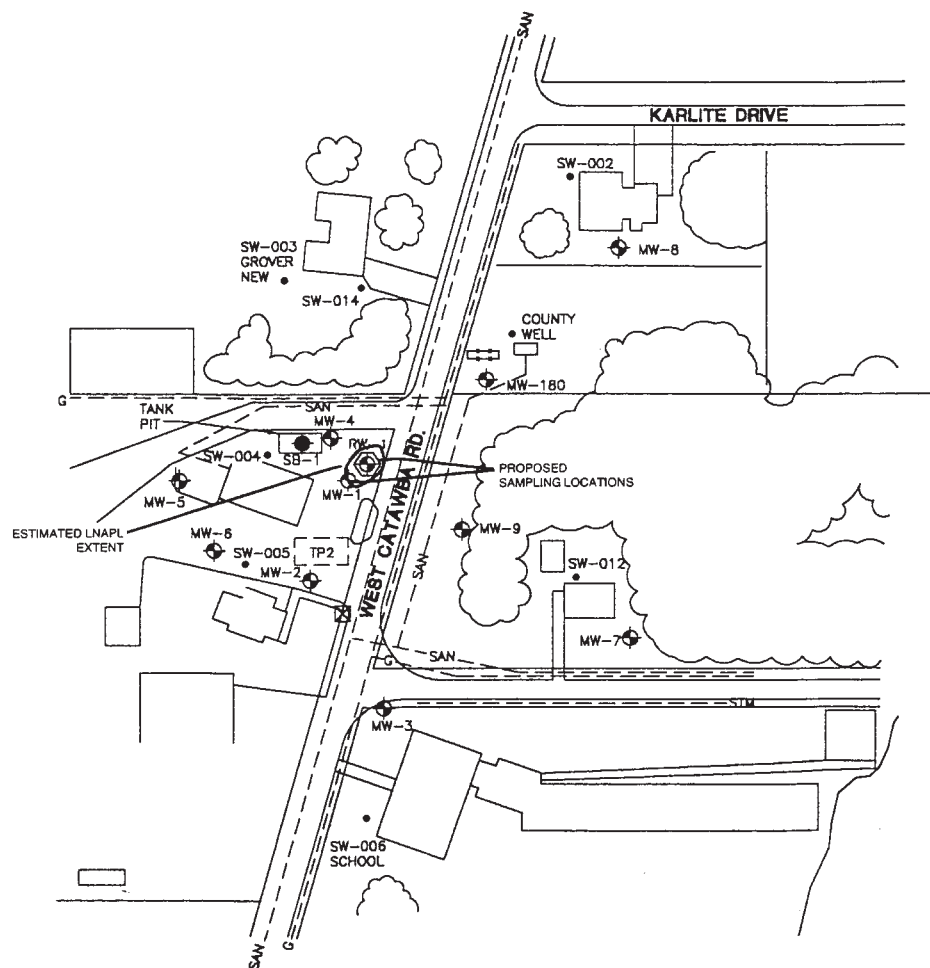 SAN
KARLITE DRIVE
SW-002
MW-8
SW-003
GROVER
NEW
SW-014
COUNTY
WELL
MW-180
G
SAN
TANK
PIT
MW-4
SW-004
SB-1
MW-1
PROPOSED
SAMPLING LOCATIONS
MW-5
ESTIMATED LNAPL
EXTENT
WEST CATAWBA RD.
MW-6
SW-005
TP2
MW-2
SAN
MW-9
SW-012
MW-7
SAN
G
STM
MW-3
SW-006
SCHOOL
SAN
G